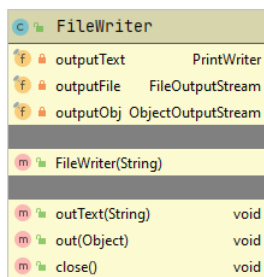 FileWriter
outputText PrintWriter
outputFile FileOutputStream
outputObj ObjectOutputStream
FileWriter(String)
outText(String) void
out(Object) void
close() void